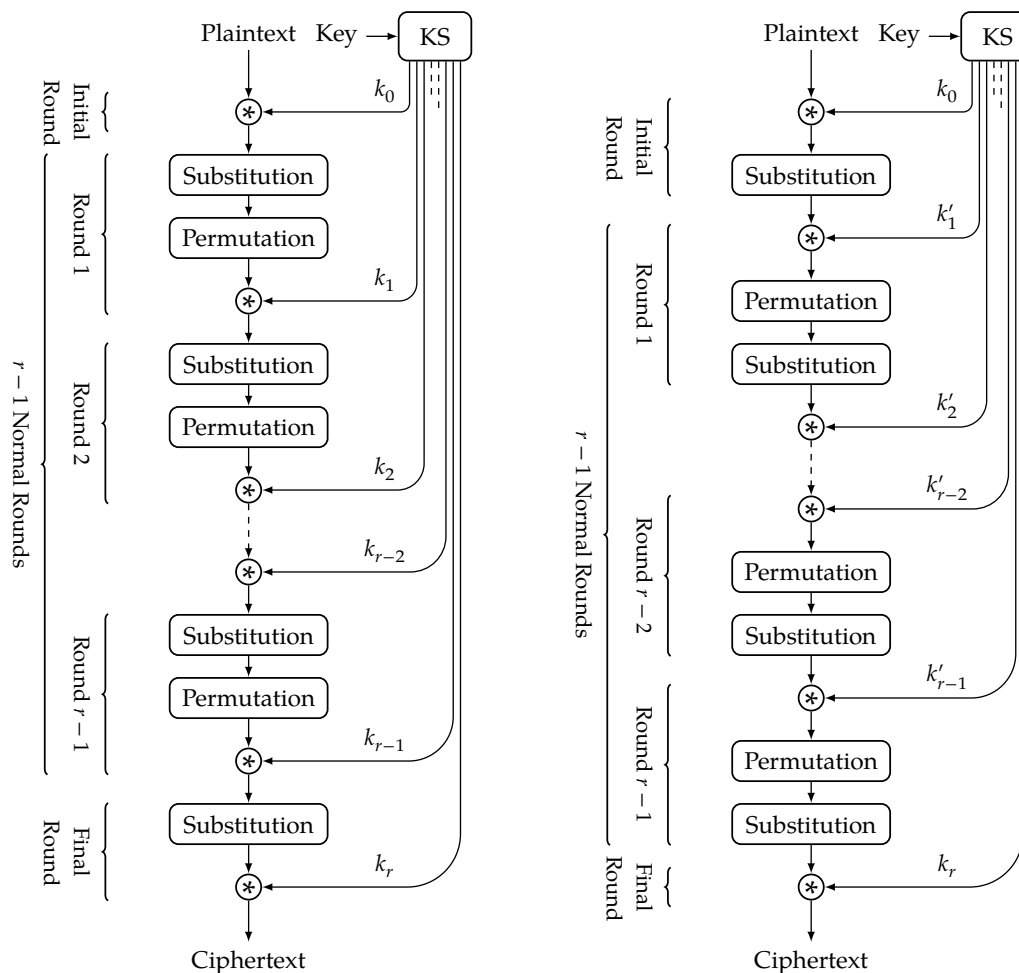 Plaintext Key KS
k₀
Initial
Round
Substitution
Permutation
Round 1
k₁
Substitution
Permutation
Round 2
k₂
r − 1 Normal Rounds
kᵣ₋₂
Substitution
Permutation
Round r − 1
kᵣ₋₁
Substitution
Final
Round
kᵣ
Ciphertext
Plaintext Key KS
k₀
Initial
Round
Substitution
k′₁
Permutation
Round 1
Substitution
k′₂
r − 1 Normal Rounds
k′ᵣ₋₂
Permutation
Round r − 2
Substitution
k′ᵣ₋₁
Permutation
Round r − 1
Substitution
Final
Round
kᵣ
Ciphertext